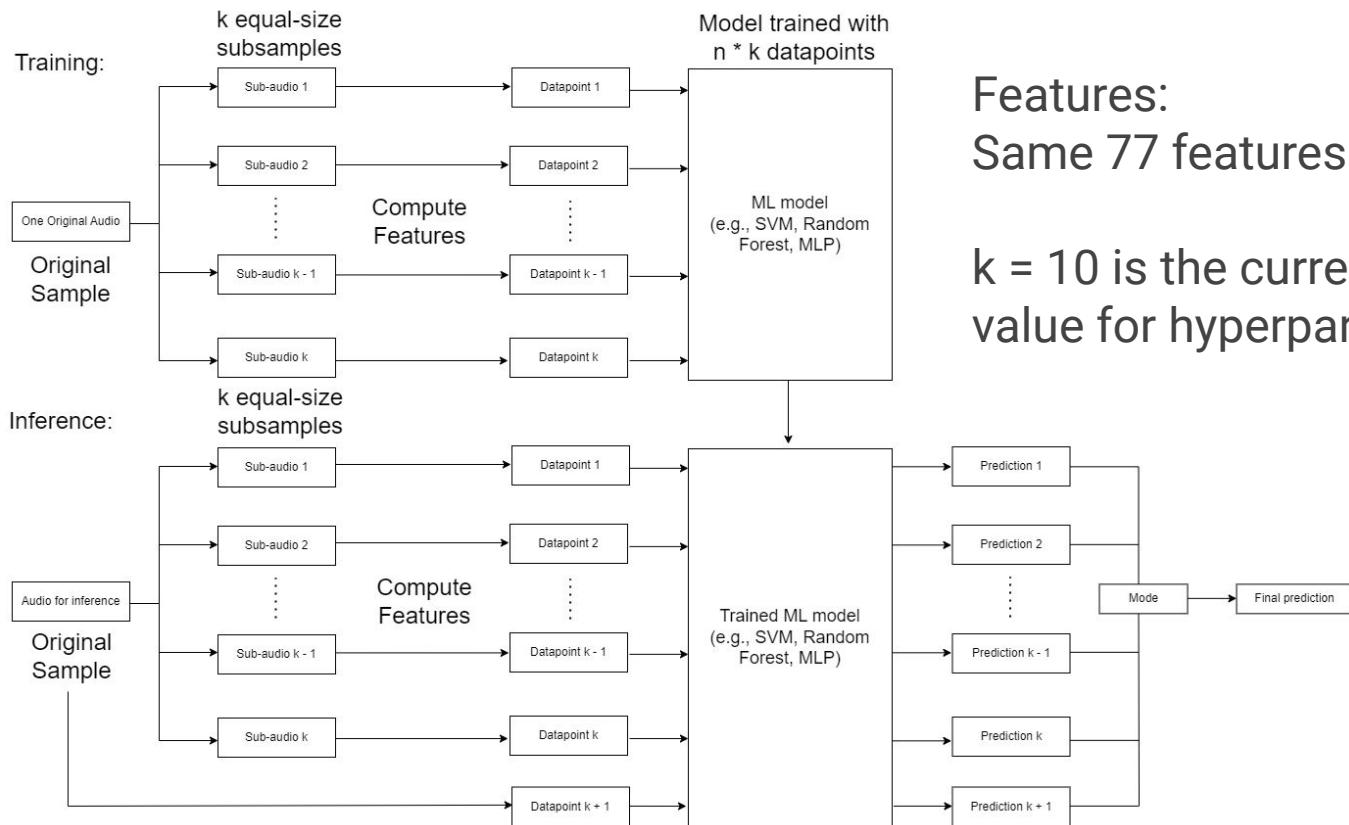 k equal-size
subsamples
Model trained with
n * k datapoints
Training:
Sub-audio 1
Datapoint 1
Sub-audio 2
Datapoint 2
One Original Audio
Original
Sample
Compute
Features
ML model
(e.g., SVM, Random
Forest, MLP)
Sub-audio k - 1
Datapoint k - 1
Sub-audio k
Datapoint k
Features:
Same 77 features
k = 10 is the curre
value for hyperpar
k equal-size
subsamples
Inference:
Sub-audio 1
Datapoint 1
Prediction 1
Sub-audio 2
Datapoint 2
Prediction 2
Audio for inference
Original
Sample
Compute
Features
Trained ML model
(e.g., SVM, Random
Forest, MLP)
Mode
Final prediction
Sub-audio k - 1
Datapoint k - 1
Prediction k - 1
Sub-audio k
Datapoint k
Prediction k
Datapoint k + 1
Prediction k + 1